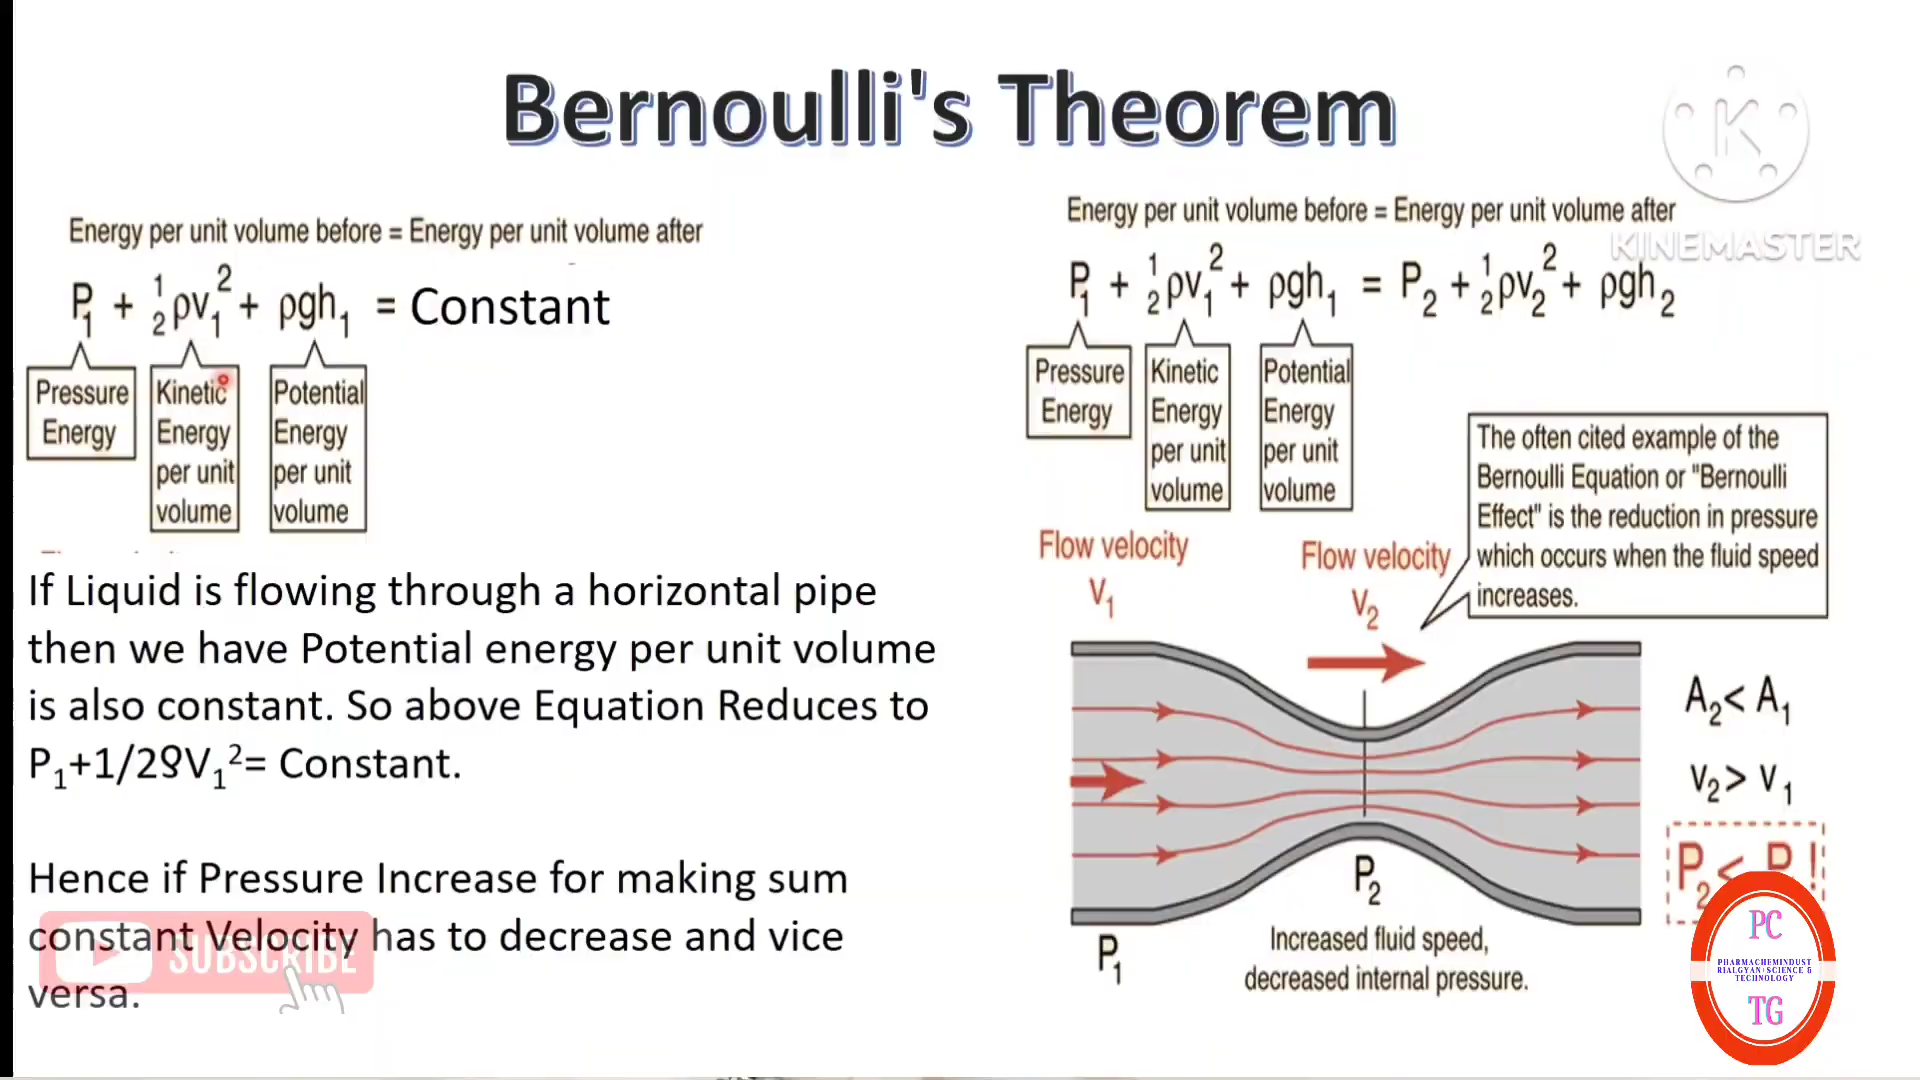 Bernoulli's Theorem
KINEMASTER
Energy per unit volume before = Energy per unit volume after
P₁ + ½ρv₁² + ρgh₁ = Constant
Pressure
Energy
Kinetic
Energy
per unit
volume
Potential
Energy
per unit
volume
If Liquid is flowing through a horizontal pipe
then we have Potential energy per unit volume
is also constant. So above Equation Reduces to
P₁+1/2ϱV₁²= Constant.
Hence if Pressure Increase for making sum
constant Velocity has to decrease and vice
versa.
SUBSCRIBE
Energy per unit volume before = Energy per unit volume after
P₁ + ½ρv₁² + ρgh₁ = P₂ + ½ρv₂² + ρgh₂
Pressure
Energy
Kinetic
Energy
per unit
volume
Potential
Energy
per unit
volume
The often cited example of the
Bernoulli Equation or "Bernoulli
Effect" is the reduction in pressure
which occurs when the fluid speed
increases.
Flow velocity
V₁
Flow velocity
V₂
A₂< A₁
v₂> v₁
P₂< P !
P₂
P₁
Increased fluid speed,
decreased internal pressure.
PC
PHARMACHEMINDUST
RIALGYAN(SCIENCE &
TECHNOLOGY
TG